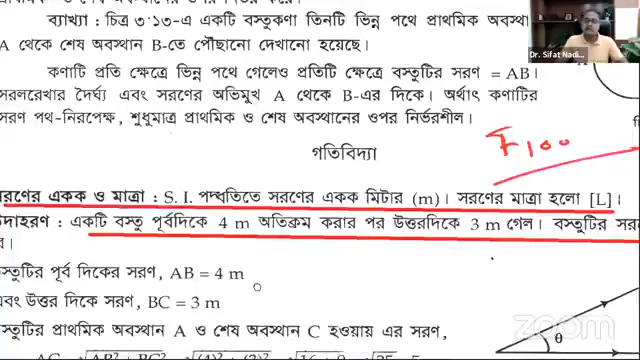 ব্যাখ্যা : চিত্র ৩·১৩-এ একটি বস্তুকণা তিনটি ভিন্ন পথে প্রাথমিক অবস্থান
A থেকে শেষ অবস্থান B-তে পৌঁছানো দেখানো হয়েছে।
কণাটি প্রতি ক্ষেত্রে ভিন্ন পথে গেলেও প্রতিটি ক্ষেত্রে বস্তুটির সরণ = AB।
সরলরেখার দৈর্ঘ্য এবং সরণের অভিমুখ A থেকে B-এর দিকে। অর্থাৎ কণাটির
সরণ পথ-নিরপেক্ষ, শুধুমাত্র প্রাথমিক ও শেষ অবস্থানের ওপর নির্ভরশীল।
Dr. Sifat Nadi...
গতিবিদ্যা
সরণের একক ও মাত্রা : S. I. পদ্ধতিতে সরণের একক মিটার (m)। সরণের মাত্রা হলো [L]।
উদাহরণ : একটি বস্তু পূর্বদিকে 4 m অতিক্রম করার পর উত্তরদিকে 3 m গেল। বস্তুটির
বস্তুটির পূর্ব দিকের সরণ, AB = 4 m
এবং উত্তর দিকে সরণ, BC = 3 m
বস্তুটির প্রাথমিক অবস্থান A ও শেষ অবস্থান C হওয়ায় এর সরণ,
θ
zoom